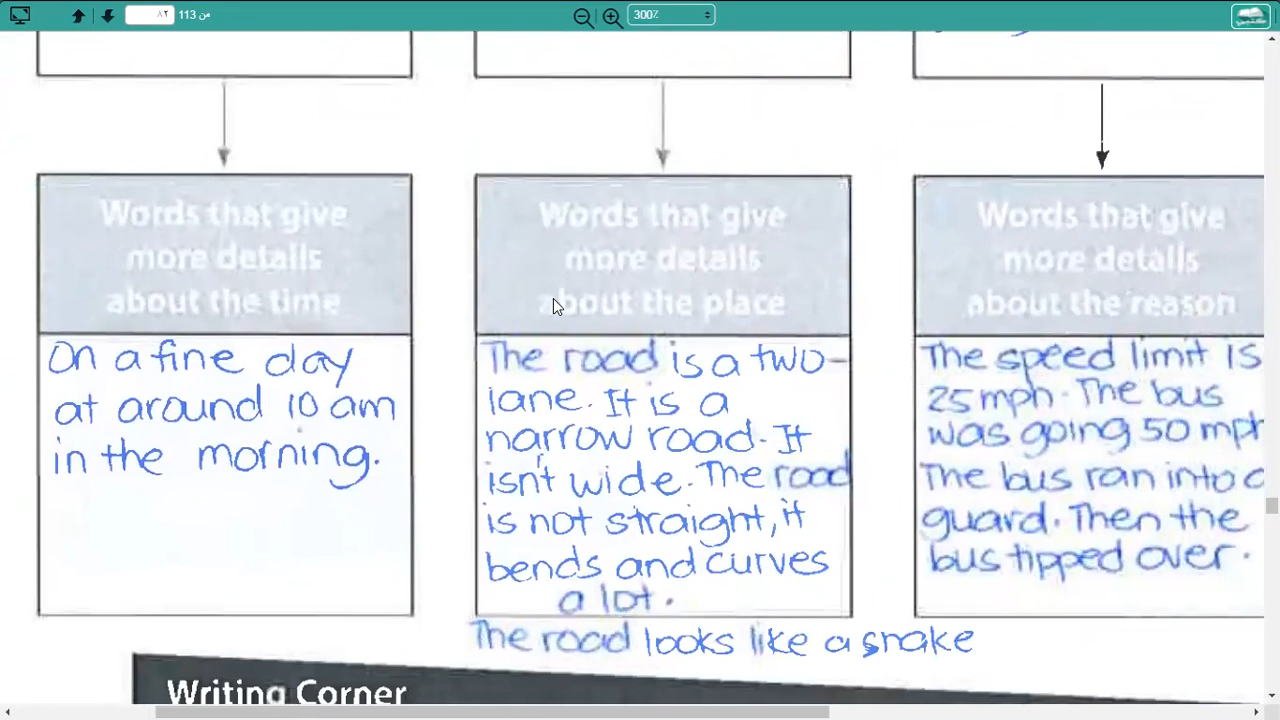 ٨٢
من 113
300٪
Words that give
more details
about the time
On a fine day
at around 10 am
in the morning.
Words that give
more details
about the place
The road is a two-
lane. It is a
narrow road. It
isn't wide. The road
is not straight, it
bends and curves
a lot.
The road looks like a snake
Words that give
more details
about the reason
The speed limit is
25 mph. The bus
was going 50 mph
The bus ran into a
guard. Then the
bus tipped over.
Writing Corner